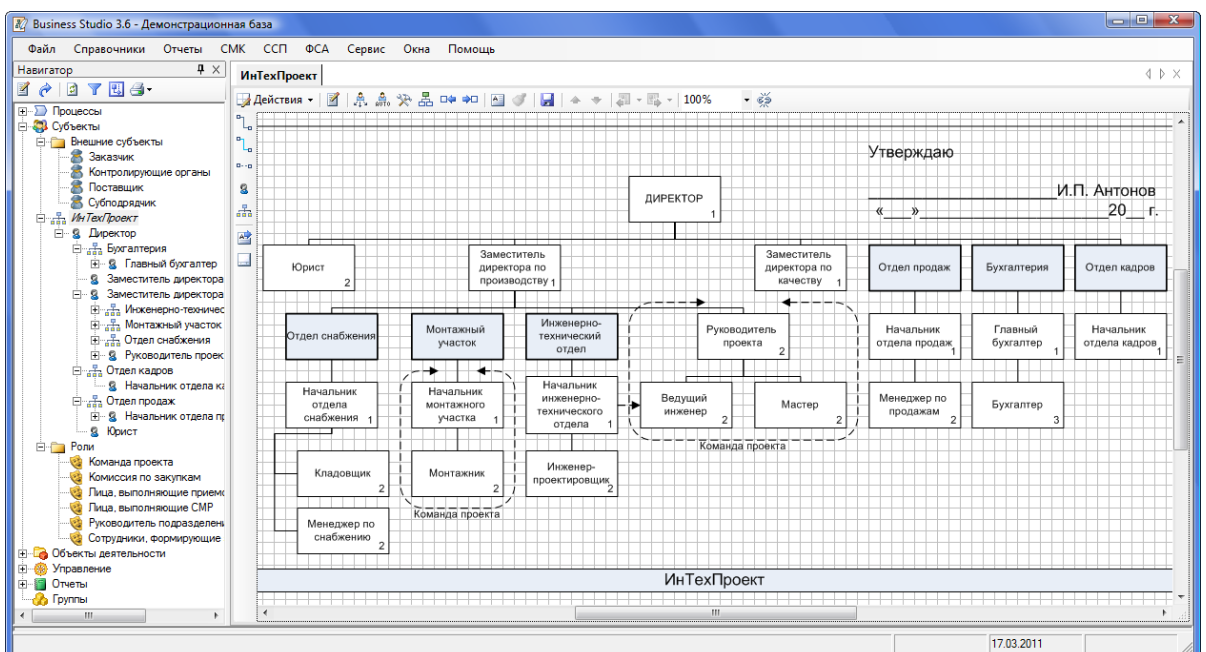 Business Studio 3.6 - Демонстрационная база
Файл Справочники Отчеты СМК ССП ФСА Сервис Окна Помощь
Навигатор
Процессы
Субъекты
Внешние субъекты
Заказчик
Контролирующие органы
Поставщик
Субподрядчик
ИнТехПроект
Директор
Бухгалтерия
Главный бухгалтер
Заместитель директора
Заместитель директора
Инженерно-техничес
Монтажный участок
Отдел снабжения
Руководитель проек
Отдел кадров
Начальник отдела ка
Отдел продаж
Начальник отдела пр
Юрист
Роли
Команда проекта
Комиссия по закупкам
Лица, выполняющие приемо
Лица, выполняющие СМР
Руководитель подразделени
Сотрудники, формирующие
Объекты деятельности
Управление
Отчеты
Группы
ИнТехПроект
Действия 100%
Утверждаю
И.П. Антонов
«___»____________________20__ г.
ДИРЕКТОР
1
Юрист
2
Заместитель
директора по
производству 1
Заместитель
директора по
качеству 1
Отдел продаж
Бухгалтерия
Отдел кадров
Отдел снабжения
Монтажный
участок
Инженерно-
технический
отдел
Руководитель
проекта
2
Начальник
отдела продаж
1
Главный
бухгалтер
1
Начальник
отдела кадров
1
Начальник
отдела
снабжения 1
Начальник
монтажного
участка 1
Начальник
инженерно-
технического
отдела 1
Ведущий
инженер
2
Мастер
2
Менеджер по
продажам
2
Бухгалтер
3
Команда проекта
Кладовщик
2
Монтажник
2
Инженер-
проектировщик
2
Команда проекта
Менеджер по
снабжению
2
ИнТехПроект
17.03.2011